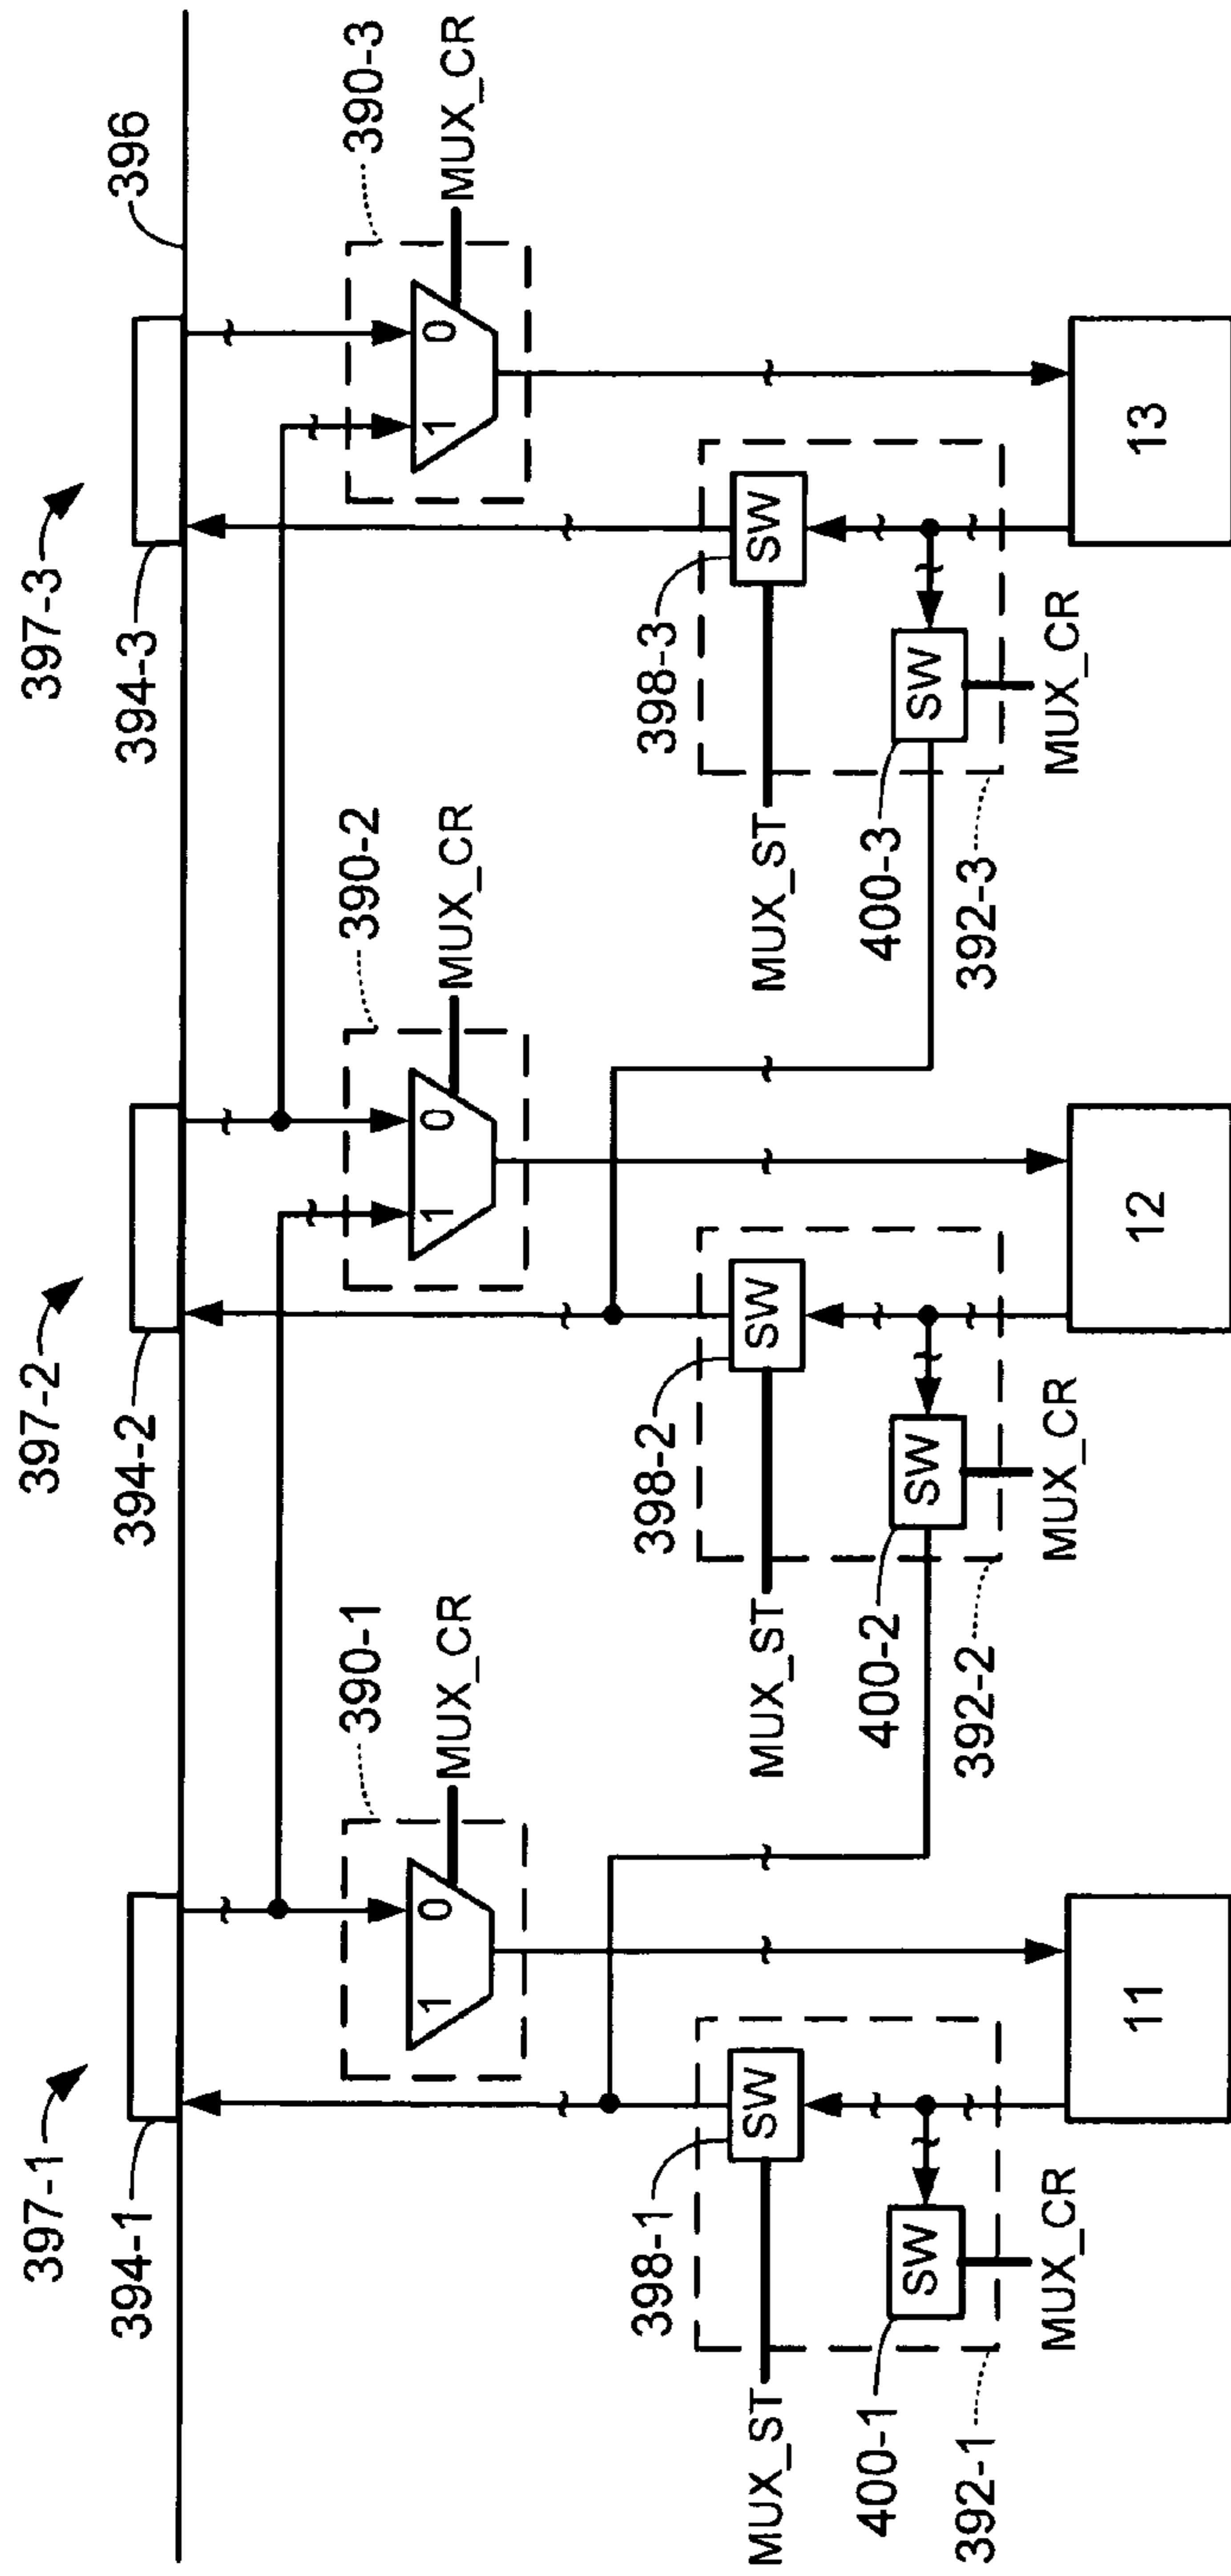 397-1
394-1
397-2
394-2
397-3
394-3
396
390-1
MUX_CR
1
0
390-2
MUX_CR
1
0
390-3
MUX_CR
1
0
398-1
SW
MUX_ST
SW
400-1
392-1
MUX_CR
398-2
SW
MUX_ST
SW
400-2
392-2
MUX_CR
398-3
SW
MUX_ST
SW
400-3
392-3
MUX_CR
11
12
13